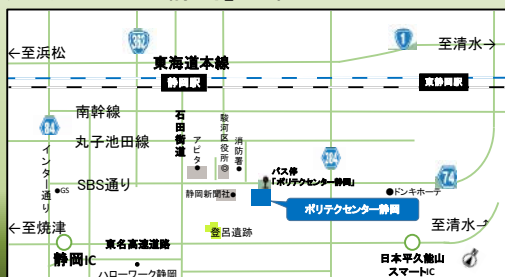 ←至浜松
362
1
至清水→
東海道本線
静岡駅
東静岡駅
南幹線
84
丸子池田線
石田街道
アピタ
駿河区役所
消防署
384
74
インター通り
GS
SBS通り
バス停
「ポリテクセンター静岡」
静岡新聞社
ドンキホーテ
ポリテクセンター静岡
←至焼津
登呂遺跡
至清水
東名高速道路
静岡IC
ハローワーク静岡
日本平久能山
スマートIC